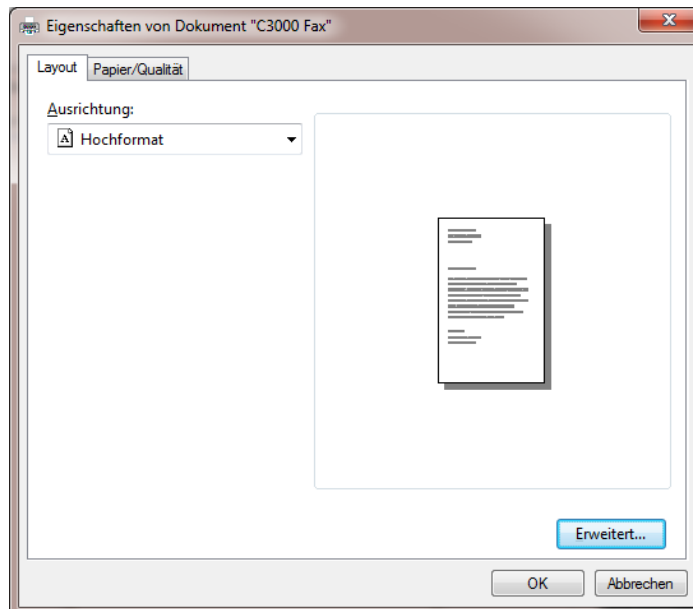 Eigenschaften von Dokument "C3000 Fax"
Layout Papier/Qualität
Ausrichtung:
A Hochformat
Erweitert...
OK Abbrechen